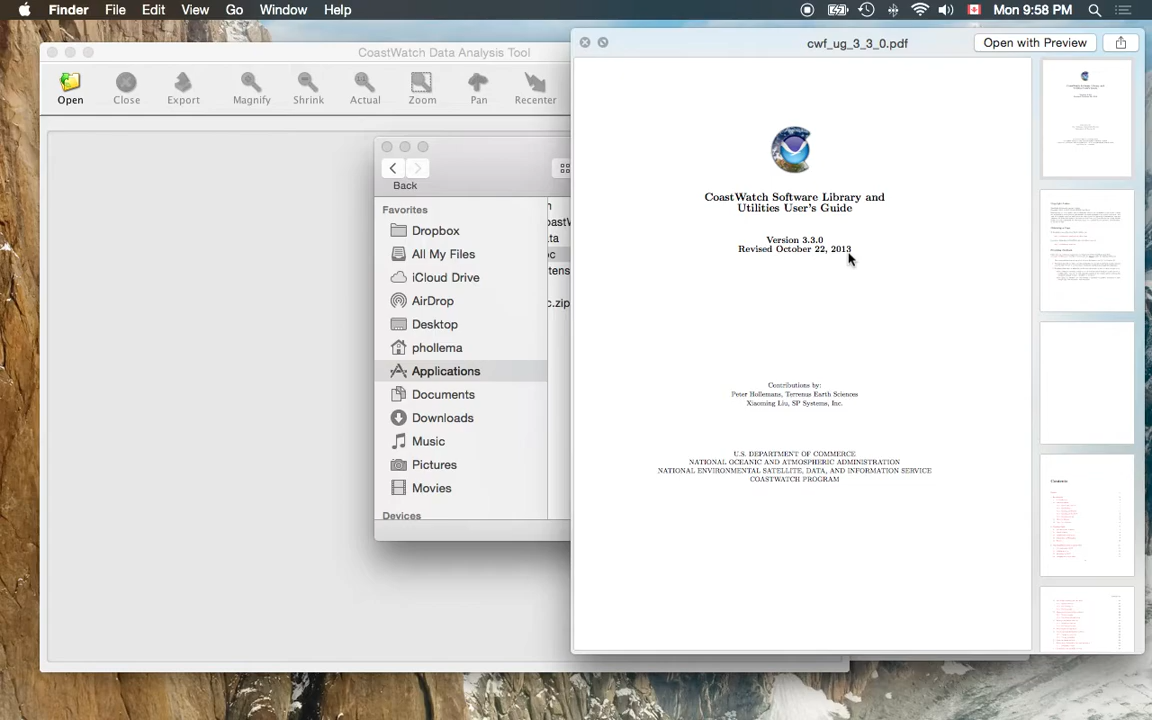 Finder File Edit View Go Window Help
Mon 9:58 PM
CoastWatch Data Analysis Tool
Open Close Export Magnify Shrink Actual Zoom Pan Recenter
Back
Favorites
Dropbox
All My Files
iCloud Drive
AirDrop
Desktop
phollema
Applications
Documents
Downloads
Music
Pictures
Movies
Devices
c.zip
cwf_ug_3_3_0.pdf
Open with Preview
CoastWatch Software Library and
Utilities User's Guide
Version 3.3.0
Revised October 22, 2013
Contributions by:
Peter Hollemans, Terrenus Earth Sciences
Xiaoming Liu, SP Systems, Inc.
U.S. DEPARTMENT OF COMMERCE
NATIONAL OCEANIC AND ATMOSPHERIC ADMINISTRATION
NATIONAL ENVIRONMENTAL SATELLITE, DATA, AND INFORMATION SERVICE
COASTWATCH PROGRAM
Contents